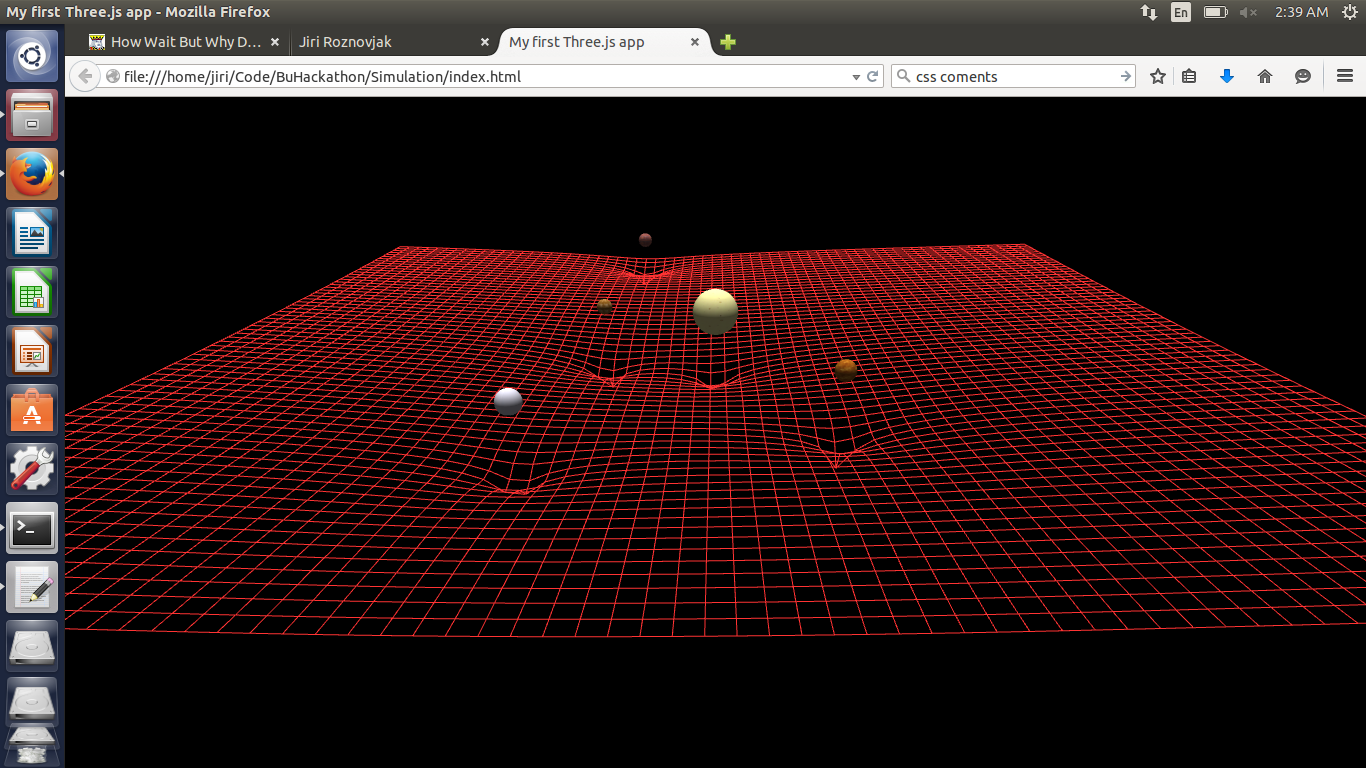 My first Three.js app - Mozilla Firefox
En
2:39 AM
How Wait But Why D...
Jiri Roznovjak
My first Three.js app
file:///home/jiri/Code/BuHackathon/Simulation/index.html
css coments